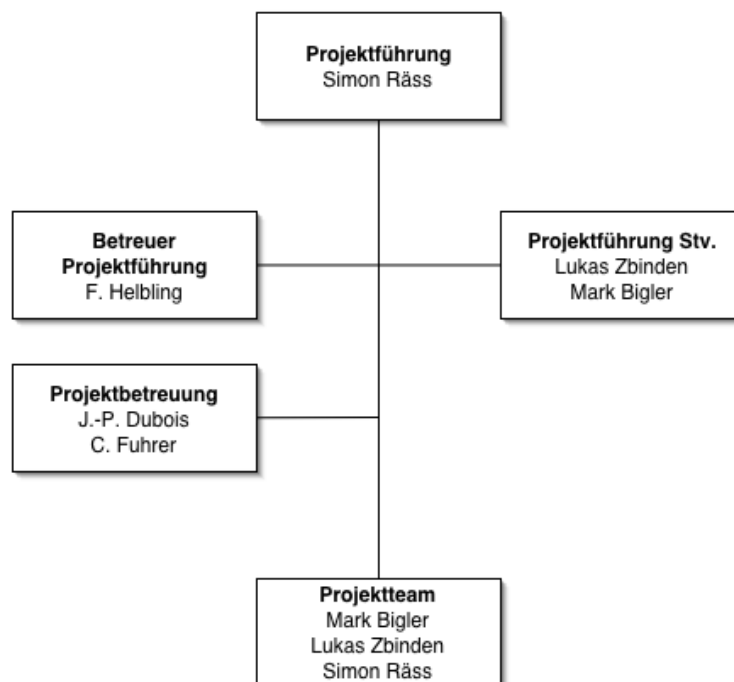 Projektführung
Simon Räss
Betreuer
Projektführung
F. Helbling
Projektführung Stv.
Lukas Zbinden
Mark Bigler
Projektbetreuung
J.-P. Dubois
C. Fuhrer
Projektteam
Mark Bigler
Lukas Zbinden
Simon Räss